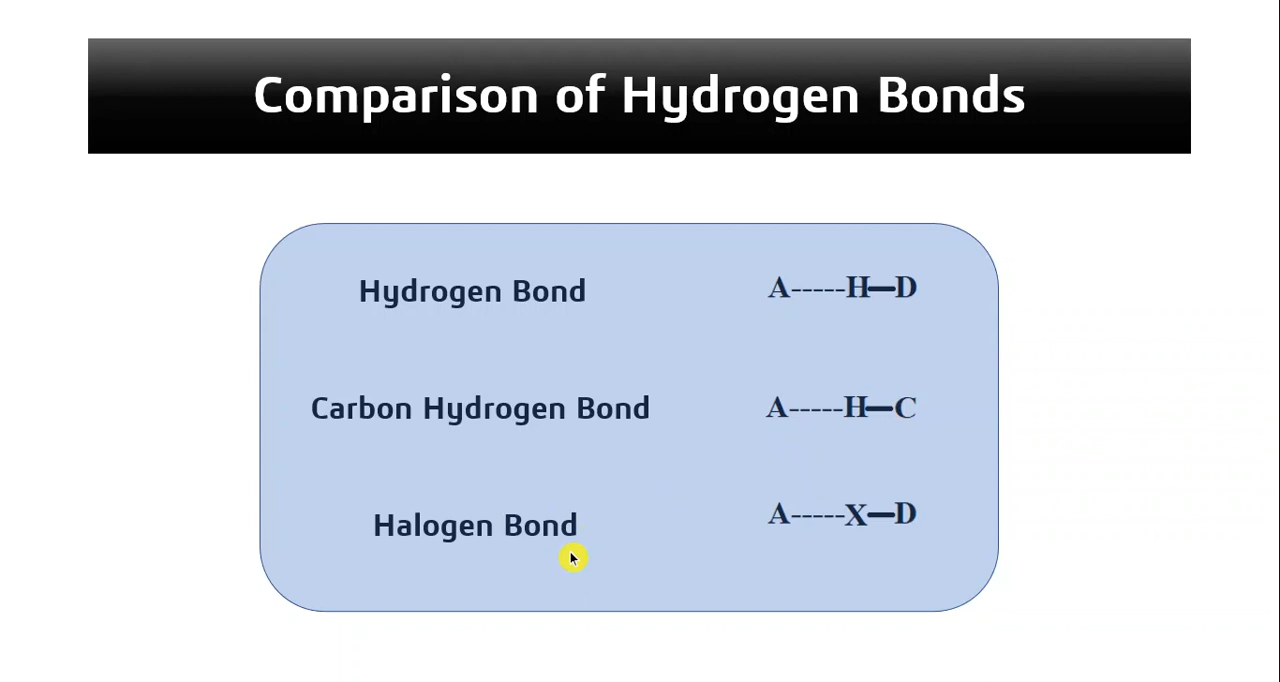 Comparison of Hydrogen Bonds
Hydrogen Bond A-----H—D
Carbon Hydrogen Bond A-----H—C
Halogen Bond A-----X—D